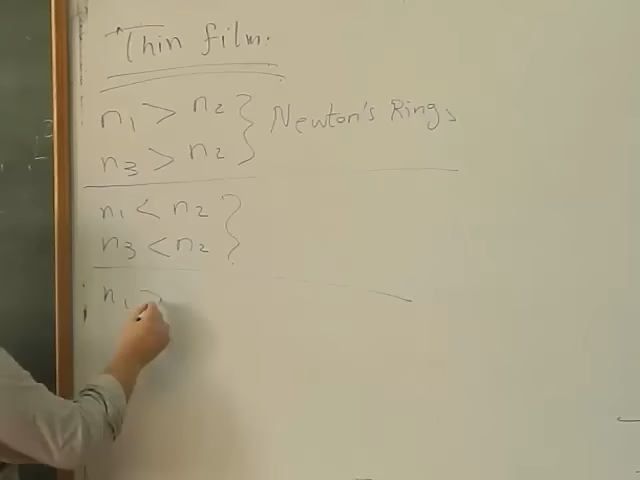 Thin film.
n1 > n2 } Newton's Rings
n3 > n2
n1 < n2 }
n3 < n2
n1 >